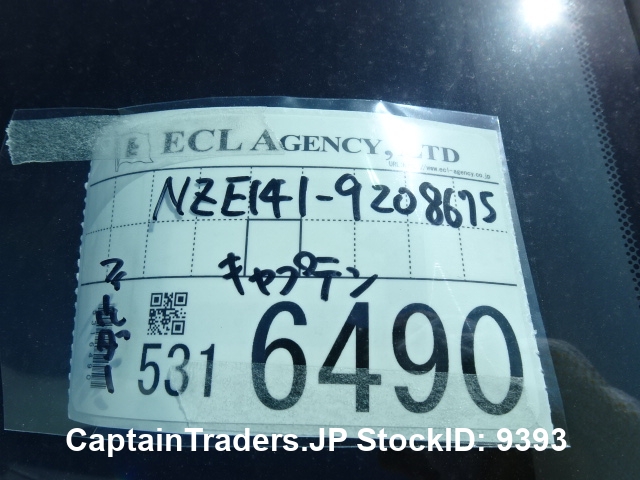 ECL AGENCY, LTD
NZE141-9208675
キャプテン
531 6490
CaptainTraders.JP StockID: 9393